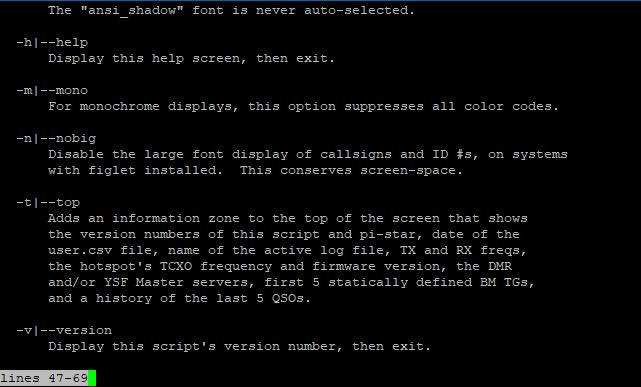 The "ansi_shadow" font is never auto-selected.
-h|--help
Display this help screen, then exit.
-m|--mono
For monochrome displays, this option suppresses all color codes.
-n|--nobig
Disable the large font display of callsigns and ID #s, on systems
with figlet installed.  This conserves screen-space.
-t|--top
Adds an information zone to the top of the screen that shows
the version numbers of this script and pi-star, date of the
user.csv file, name of the active log file, TX and RX freqs,
the hotspot's TCXO frequency and firmware version, the DMR
and/or YSF Master servers, first 5 statically defined BM TGs,
and a history of the last 5 QSOs.
-v|--version
Display this script's version number, then exit.
lines 47-69